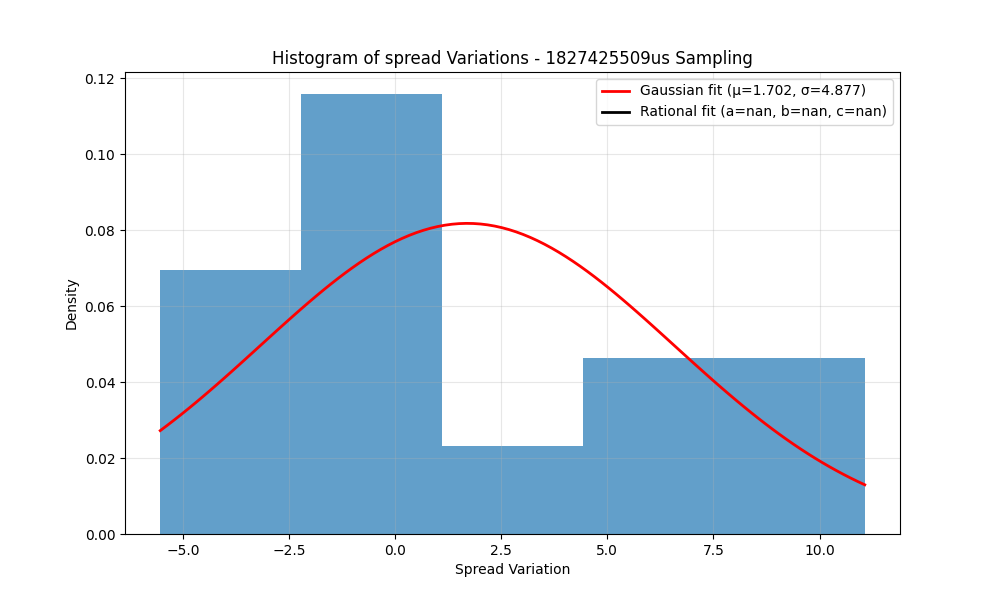 Histogram of spread Variations - 1827425509us Sampling
Gaussian fit (μ=1.702, σ=4.877)
Rational fit (a=nan, b=nan, c=nan)
Density
0.12
0.10
0.08
0.06
0.04
0.02
0.00
−5.0
−2.5
0.0
2.5
5.0
7.5
10.0
Spread Variation